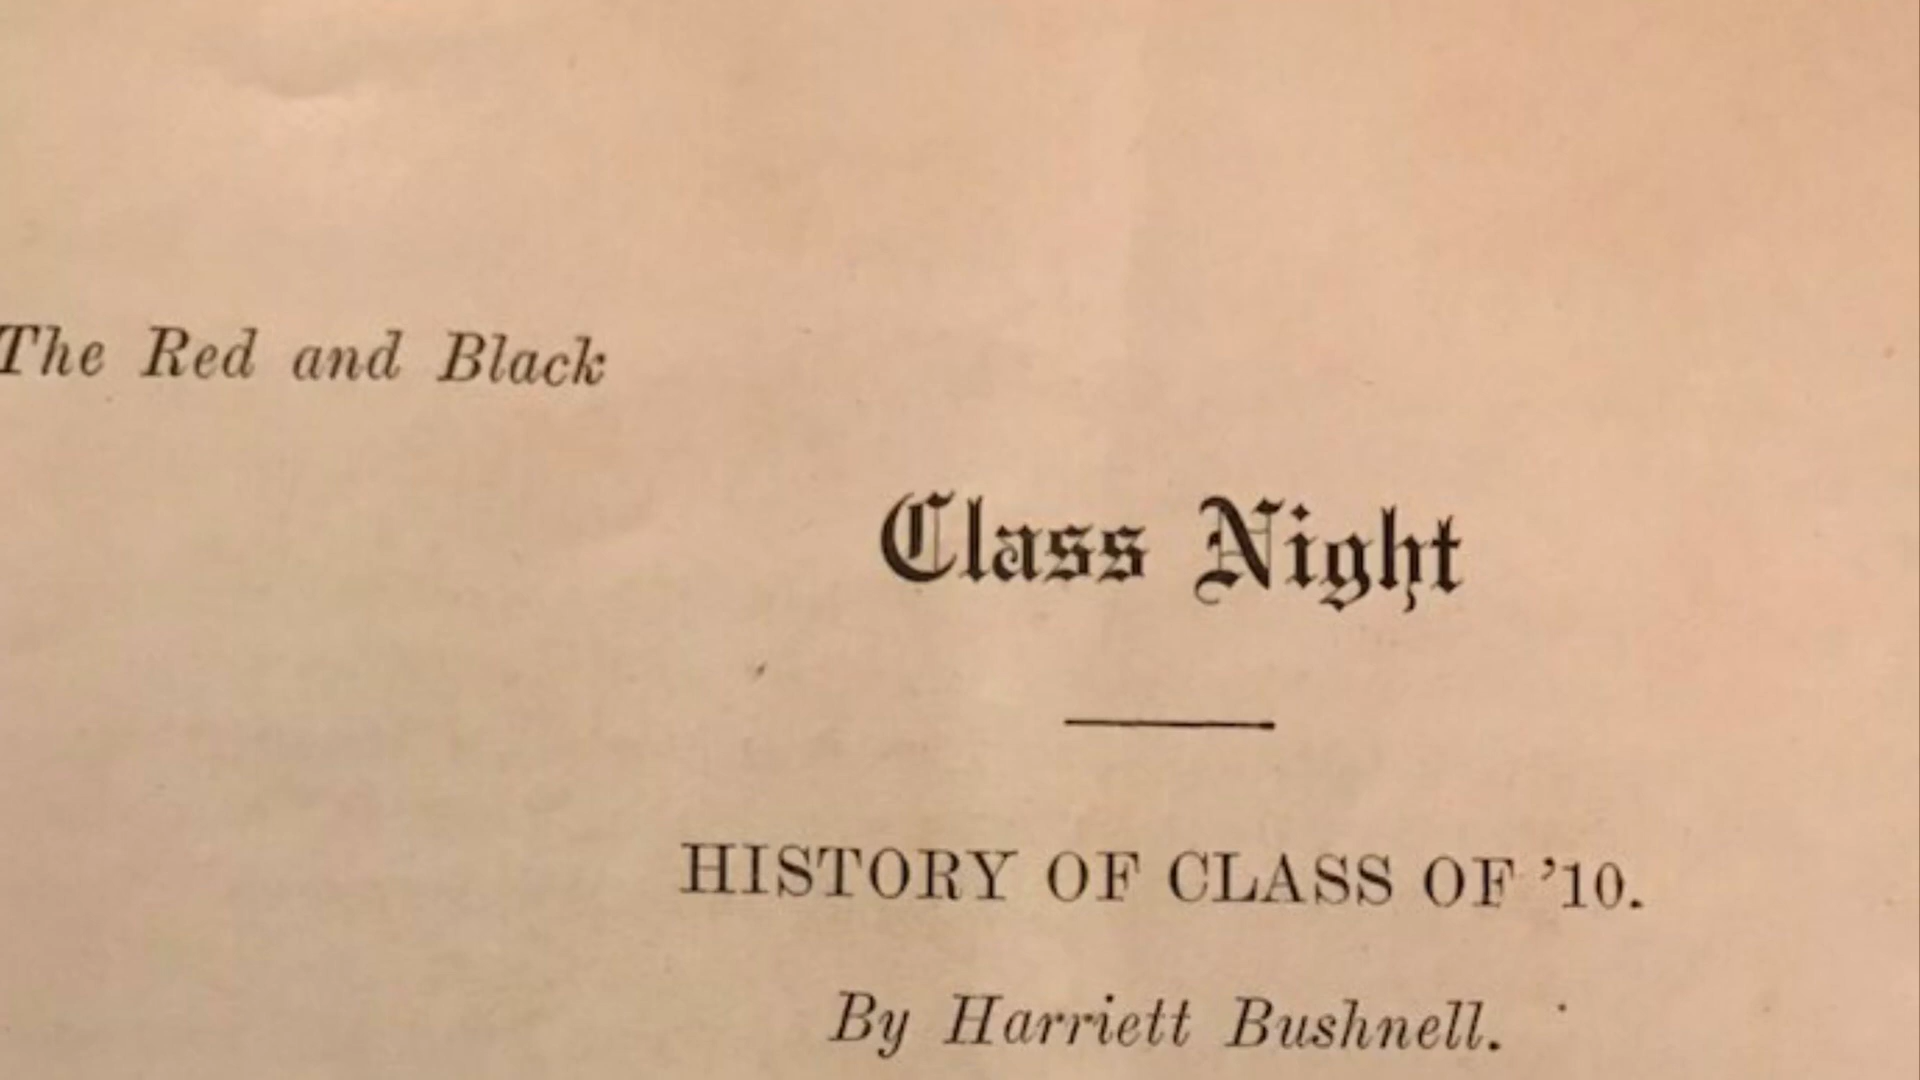 The Red and Black
Class Night
HISTORY OF CLASS OF ’10.
By Harriett Bushnell.